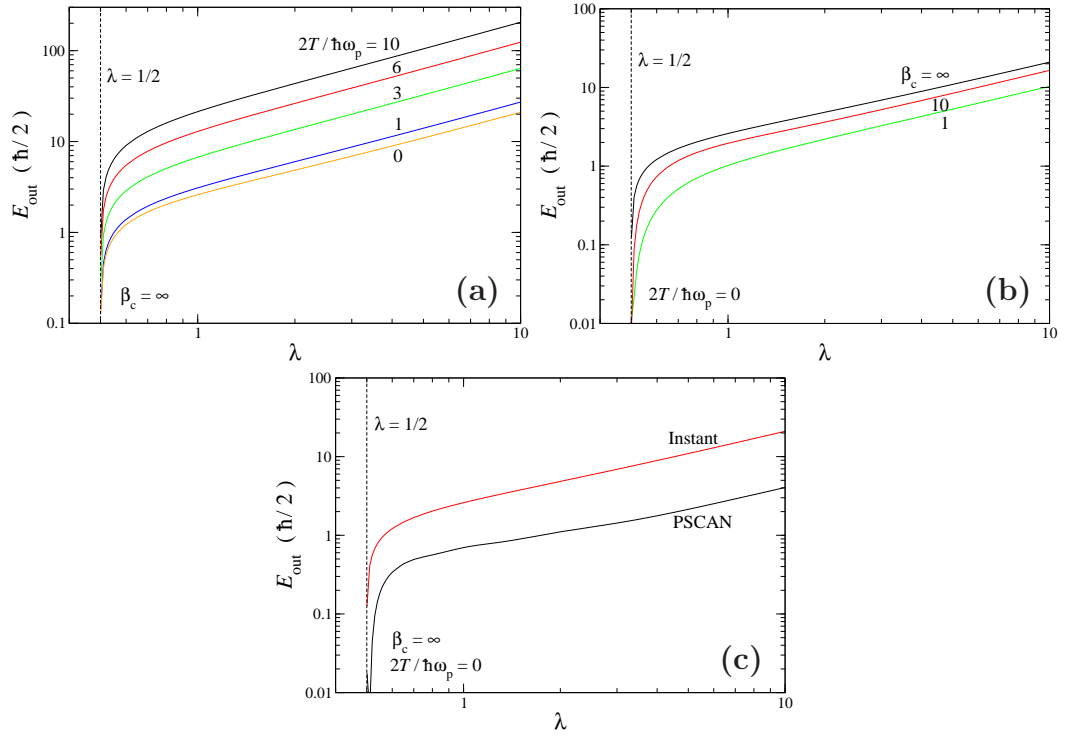 100
10
1
0.1
1
10
E_out ( ħ / 2 )
λ
λ = 1/2
2T / ħω_p = 10
6
3
1
0
β_c = ∞
(a)
100
10
1
0.1
0.01
1
10
E_out ( ħ / 2 )
λ
λ = 1/2
β_c = ∞
10
1
2T / ħω_p = 0
(b)
100
10
1
0.1
0.01
1
10
E_out ( ħ / 2 )
λ
λ = 1/2
Instant
PSCAN
β_c = ∞
2T / ħω_p = 0
(c)